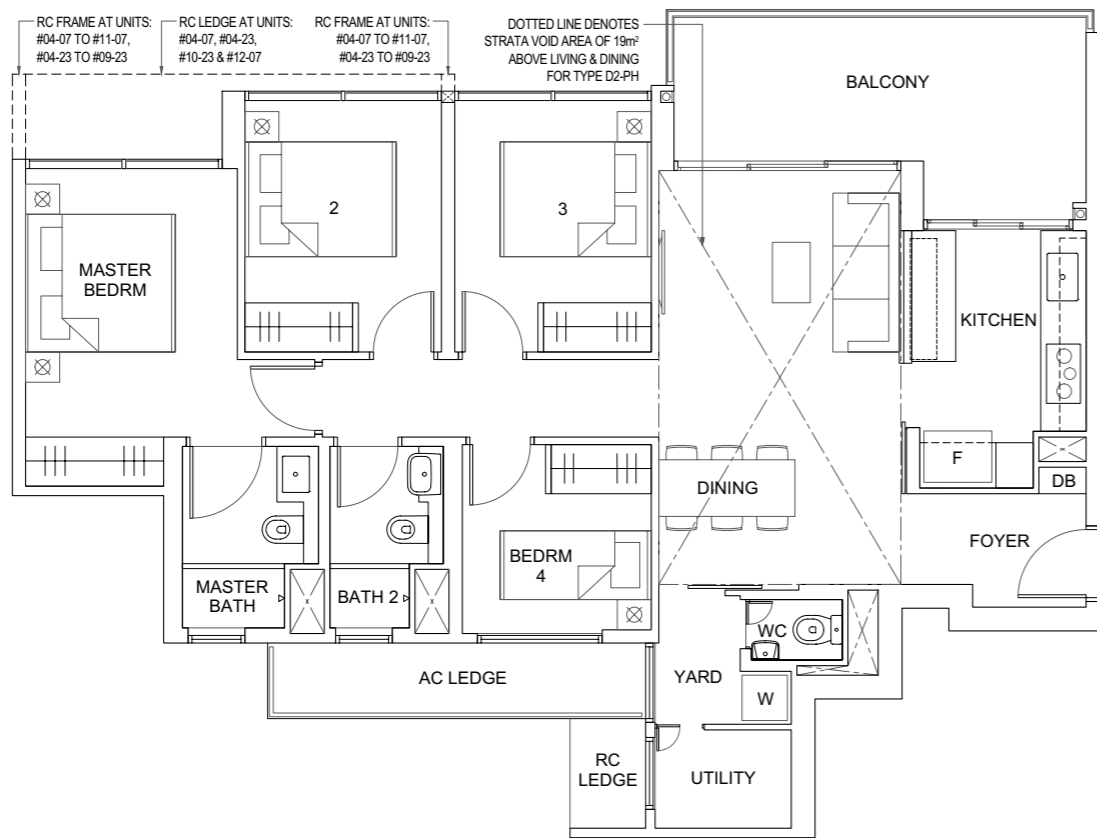 RC FRAME AT UNITS:
#04-07 TO #11-07,
#04-23 TO #09-23
RC LEDGE AT UNITS:
#04-07, #04-23,
#10-23 & #12-07
RC FRAME AT UNITS:
#04-07 TO #11-07,
#04-23 TO #09-23
DOTTED LINE DENOTES
STRATA VOID AREA OF 19m²
ABOVE LIVING & DINING
FOR TYPE D2-PH
BALCONY
2
3
MASTER
BEDRM
KITCHEN
F
DB
DINING
FOYER
BEDRM
4
MASTER
BATH
BATH 2
WC
YARD
AC LEDGE
W
RC
LEDGE
UTILITY